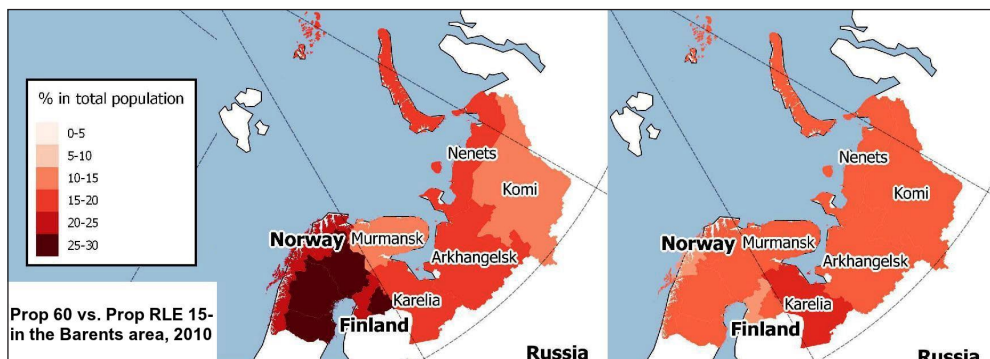 % in total population
0-5
5-10
10-15
15-20
20-25
25-30
Prop 60 vs. Prop RLE 15-
in the Barents area, 2010
Nenets
Komi
Norway
Murmansk
Arkhangelsk
Karelia
Finland
Russia
Nenets
Komi
Norway
Murmansk
Arkhangelsk
Karelia
Finland
Russia